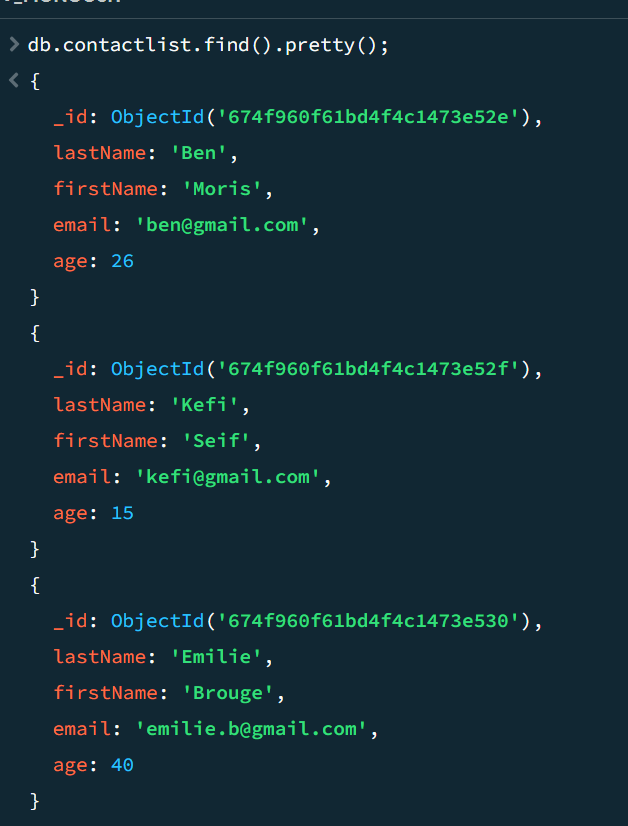 db.contactlist.find().pretty();
{
_id: ObjectId('674f960f61bd4f4c1473e52e'),
lastName: 'Ben',
firstName: 'Moris',
email: 'ben@gmail.com',
age: 26
}
{
_id: ObjectId('674f960f61bd4f4c1473e52f'),
lastName: 'Kefi',
firstName: 'Seif',
email: 'kefi@gmail.com',
age: 15
}
{
_id: ObjectId('674f960f61bd4f4c1473e530'),
lastName: 'Emilie',
firstName: 'Brouge',
email: 'emilie.b@gmail.com',
age: 40
}